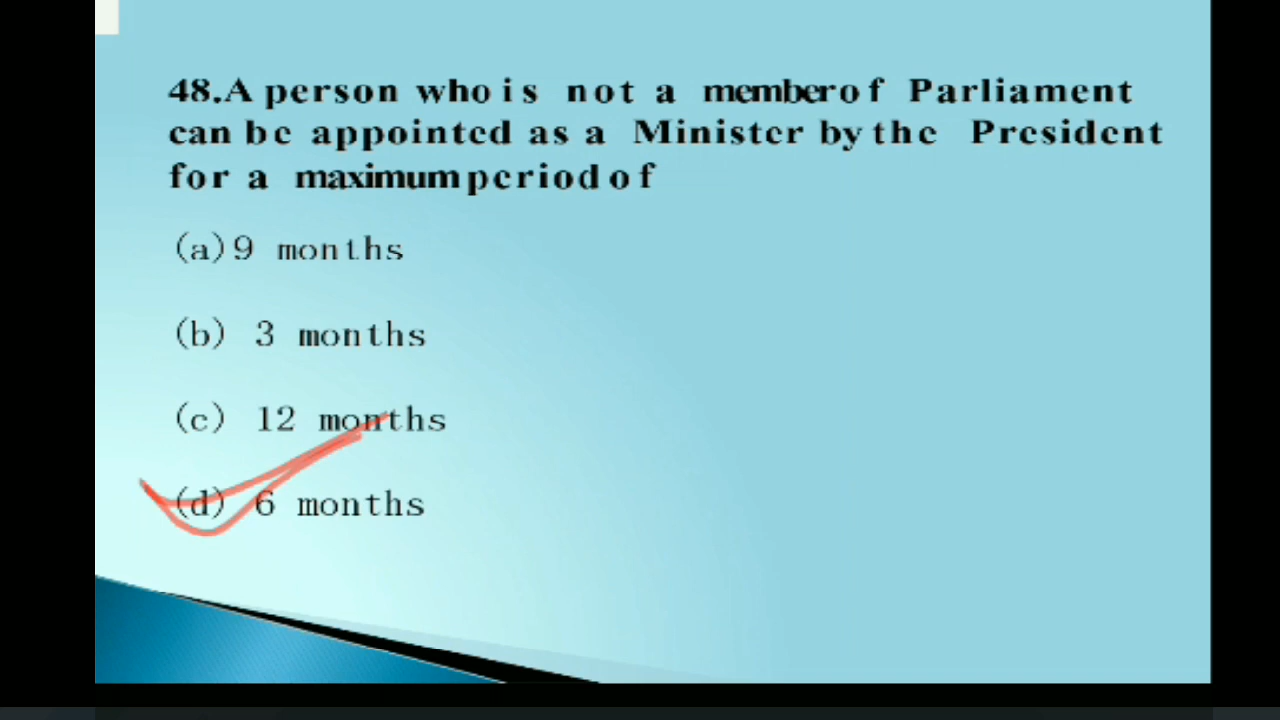 48.A person who is not a member of Parliament
can be appointed as a Minister by the President
for a maximum period of
(a)9 months
(b) 3 months
(c) 12 months
(d) 6 months